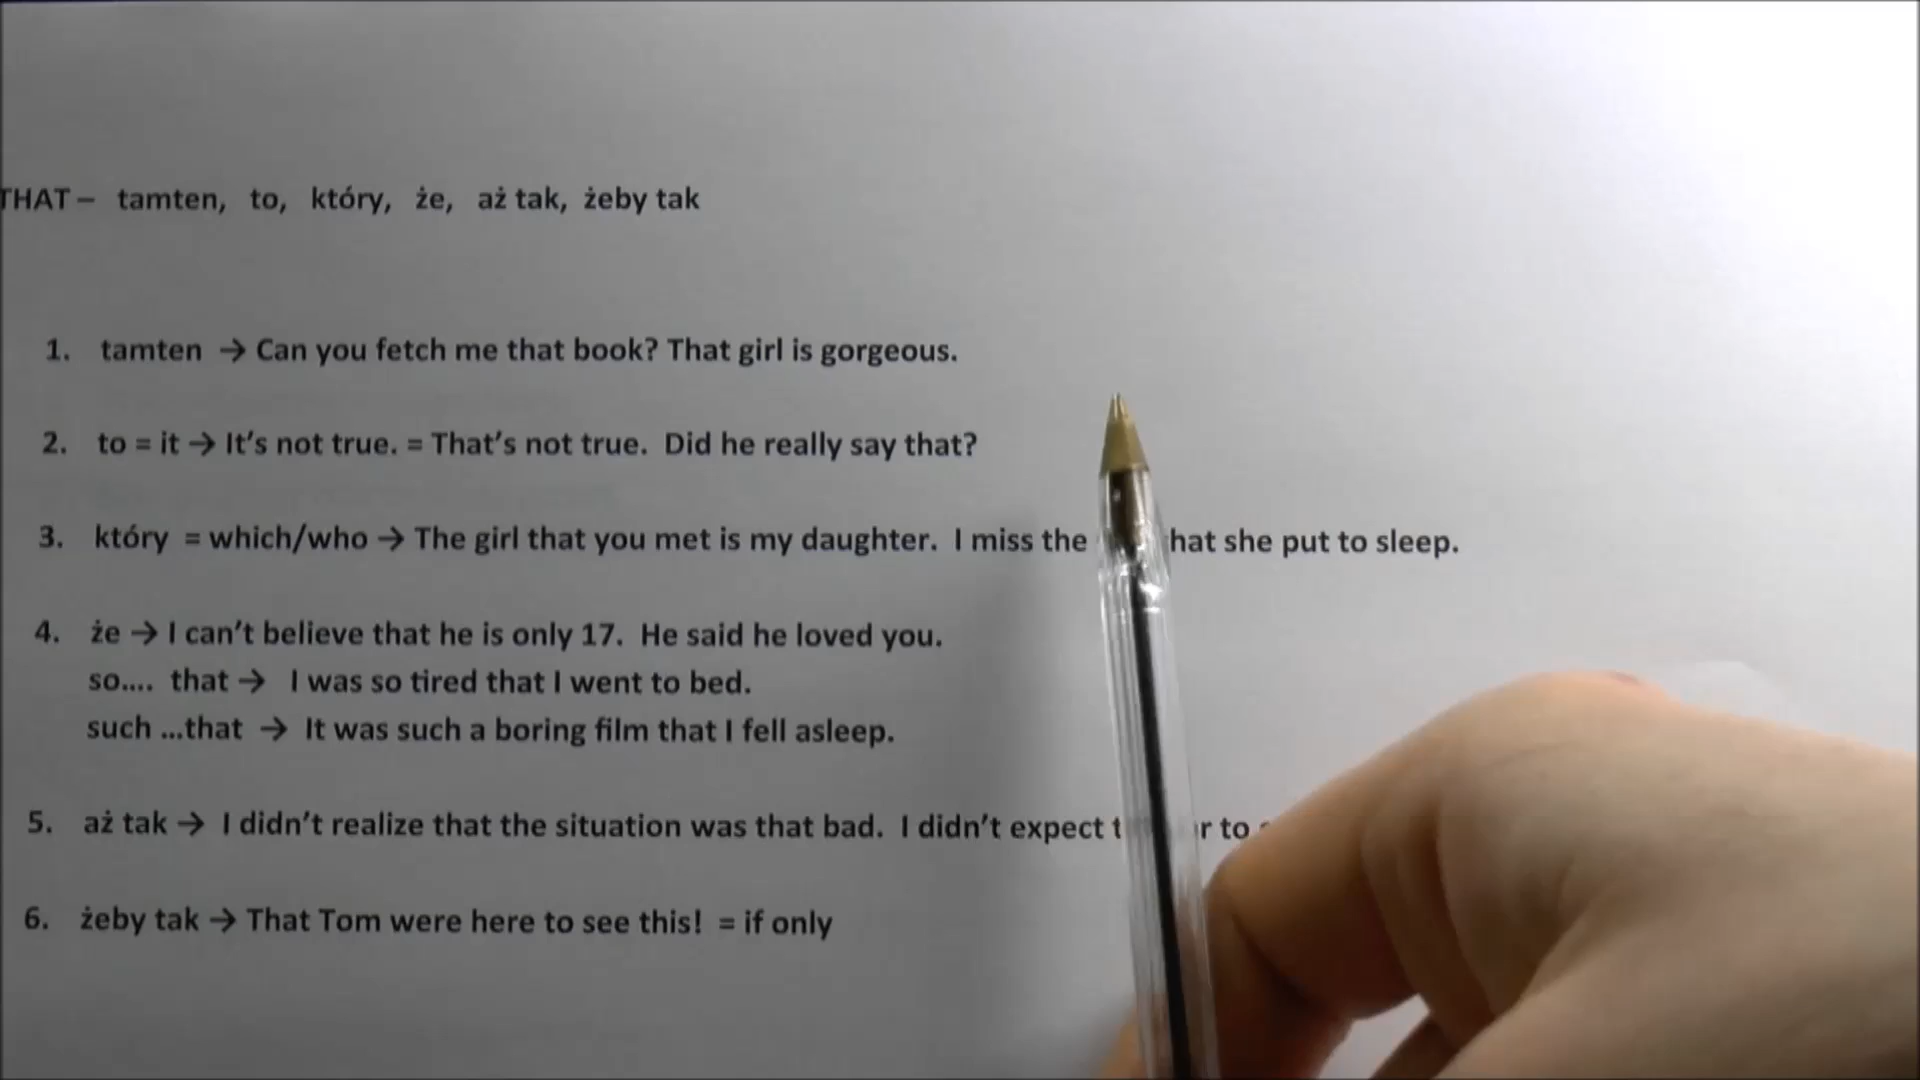 THAT – tamten, to, który, że, aż tak, żeby tak
1. tamten → Can you fetch me that book? That girl is gorgeous.
2. to = it → It's not true. = That's not true. Did he really say that?
3. który = which/who → The girl that you met is my daughter. I miss the that she put to sleep.
4. że → I can't believe that he is only 17. He said he loved you.
so.... that → I was so tired that I went to bed.
such ...that → It was such a boring film that I fell asleep.
5. aż tak → I didn't realize that the situation was that bad. I didn't expect to
6. żeby tak → That Tom were here to see this! = if only